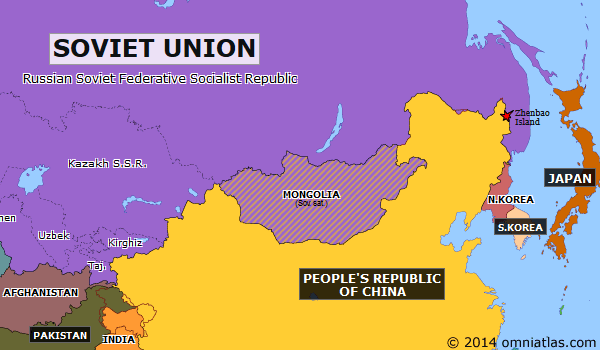 SOVIET UNION
Russian Soviet Federative Socialist Republic
Zhenbao
Island
Kazakh S.S.R.
JAPAN
MONGOLIA
(Sov. sat.)
N.KOREA
men
S.KOREA
Uzbek
Kirghiz
Taj.
PEOPLE'S REPUBLIC
OF CHINA
AFGHANISTAN
PAKISTAN
INDIA
© 2014 omniatlas.com